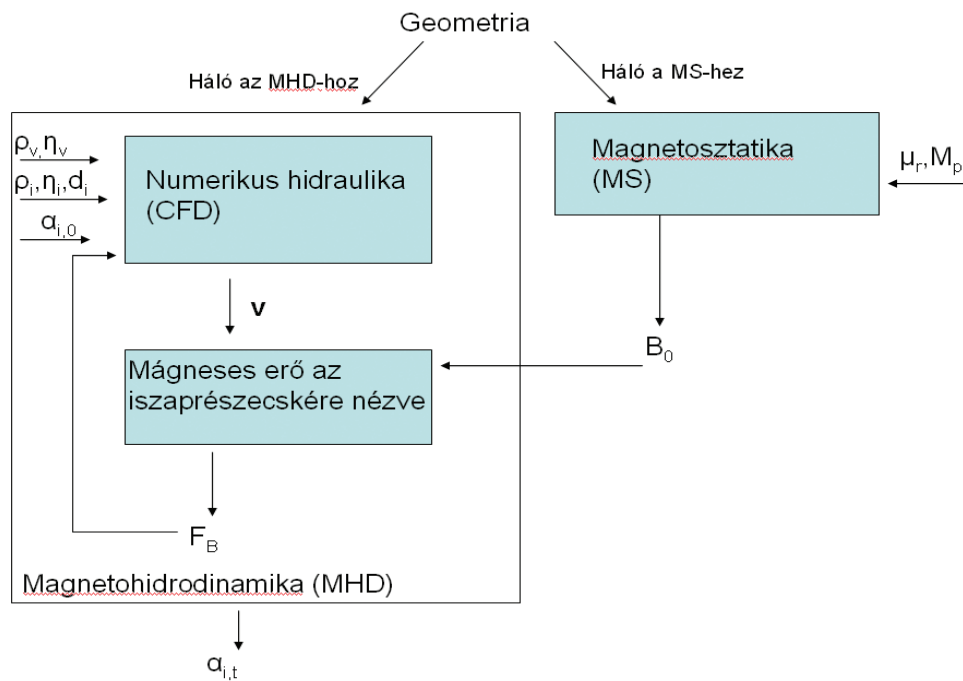 Geometria
Háló az MHD-hoz
Háló a MS-hez
ρv,ηv
ρi,ηi,di
αi,0
Numerikus hidraulika
(CFD)
Magnetosztatika
(MS)
μr,Mp
v
B0
Mágneses erő az
iszaprészecskére nézve
FB
Magnetohidrodinamika (MHD)
αi,t